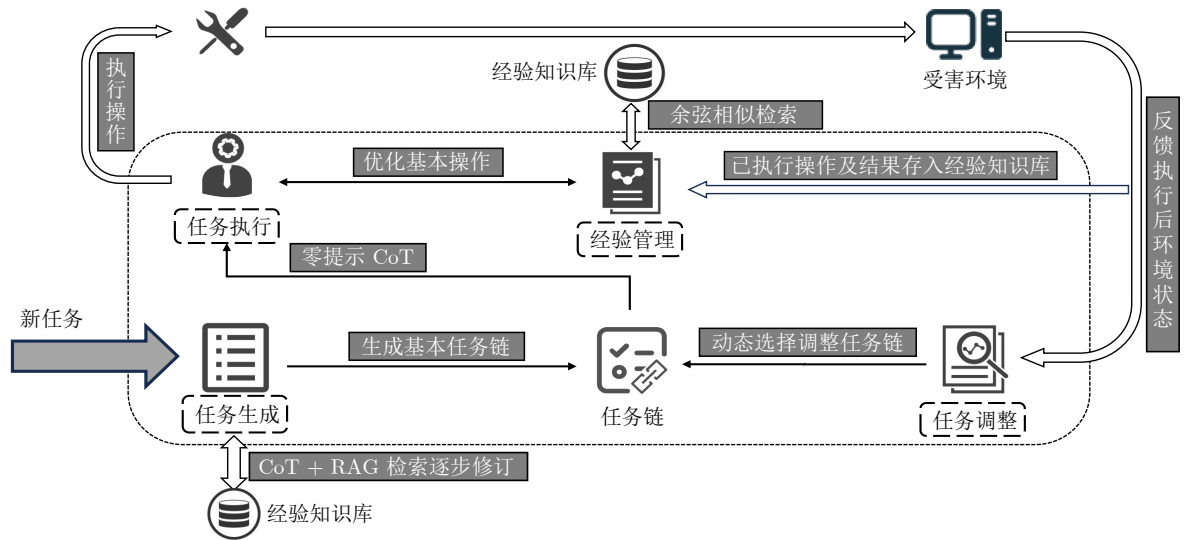 经验知识库
受害环境
执行操作
余弦相似检索
反馈执行后环境状态
优化基本操作
已执行操作及结果存入经验知识库
任务执行
经验管理
零提示 CoT
新任务
生成基本任务链
动态选择调整任务链
任务生成
任务链
任务调整
CoT + RAG 检索逐步修订
经验知识库